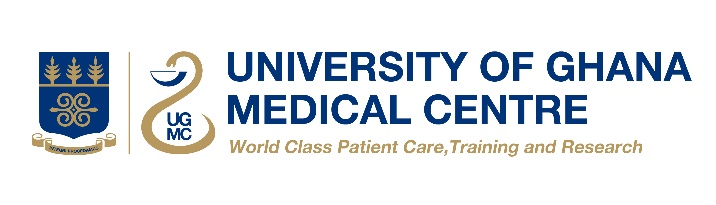 UNIVERSITY OF GHANA
MEDICAL CENTRE
UG
MC
World Class Patient Care,Training and Research